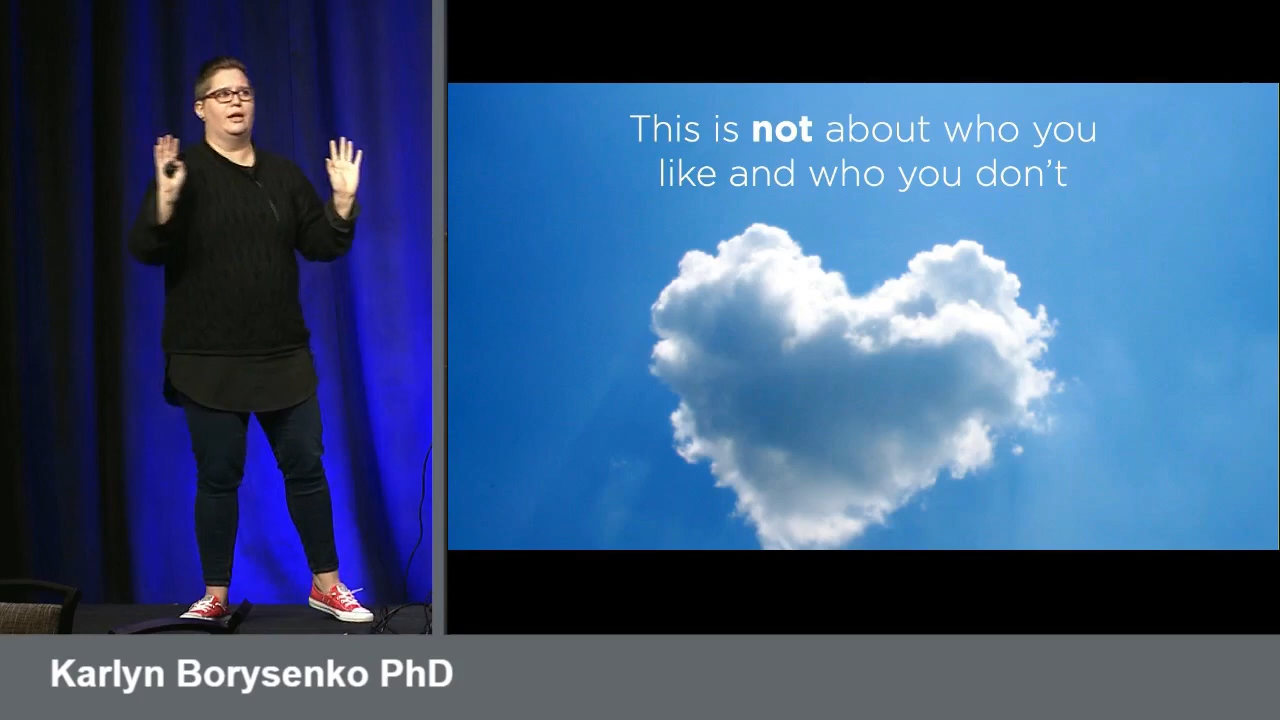 This is not about who you
like and who you don’t
Karlyn Borysenko PhD